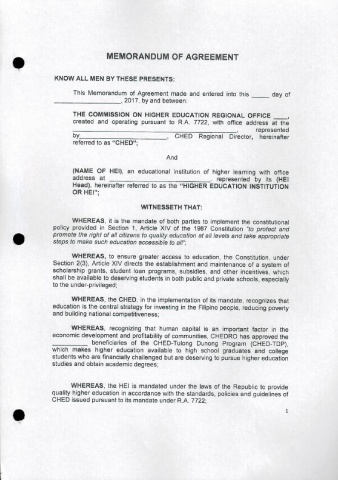 MEMORANDUM OF AGREEMENT
KNOW ALL MEN BY THESE PRESENTS:
This Memorandum of Agreement made and entered into this _____ day of
____________________, 2017, by and between:
THE COMMISSION ON HIGHER EDUCATION REGIONAL OFFICE ____,
created and operating pursuant to R.A. 7722, with office address at the
____________________ represented
by____________________, CHED Regional Director, hereinafter
referred to as "CHED";
And
(NAME OF HEI), an educational institution of higher learning with office
address at ____________________, represented by its (HEI
Head), hereinafter referred to as the "HIGHER EDUCATION INSTITUTION
OR HEI";
WITNESSETH THAT:
WHEREAS, it is the mandate of both parties to implement the constitutional
policy provided in Section 1, Article XIV of the 1987 Constitution "to protect and
promote the right of all citizens to quality education at all levels and take appropriate
steps to make such education accessible to all";
WHEREAS, to ensure greater access to education, the Constitution, under
Section 2(3), Article XIV directs the establishment and maintenance of a system of
scholarship grants, student loan programs, subsidies, and other incentives, which
shall be available to deserving students in both public and private schools, especially
to the under-privileged;
WHEREAS, the CHED, in the implementation of its mandate, recognizes that
education is the central strategy for investing in the Filipino people, reducing poverty
and building national competitiveness;
WHEREAS, recognizing that human capital is an important factor in the
economic development and profitability of communities, CHEDRO has approved the
__________ beneficiaries of the CHED-Tulong Dunong Program (CHED-TDP),
which makes higher education available to high school graduates and college
students who are financially challenged but are deserving to pursue higher education
studies and obtain academic degrees;
WHEREAS, the HEI is mandated under the laws of the Republic to provide
quality higher education in accordance with the standards, policies and guidelines of
CHED issued pursuant to its mandate under R.A. 7722;
1